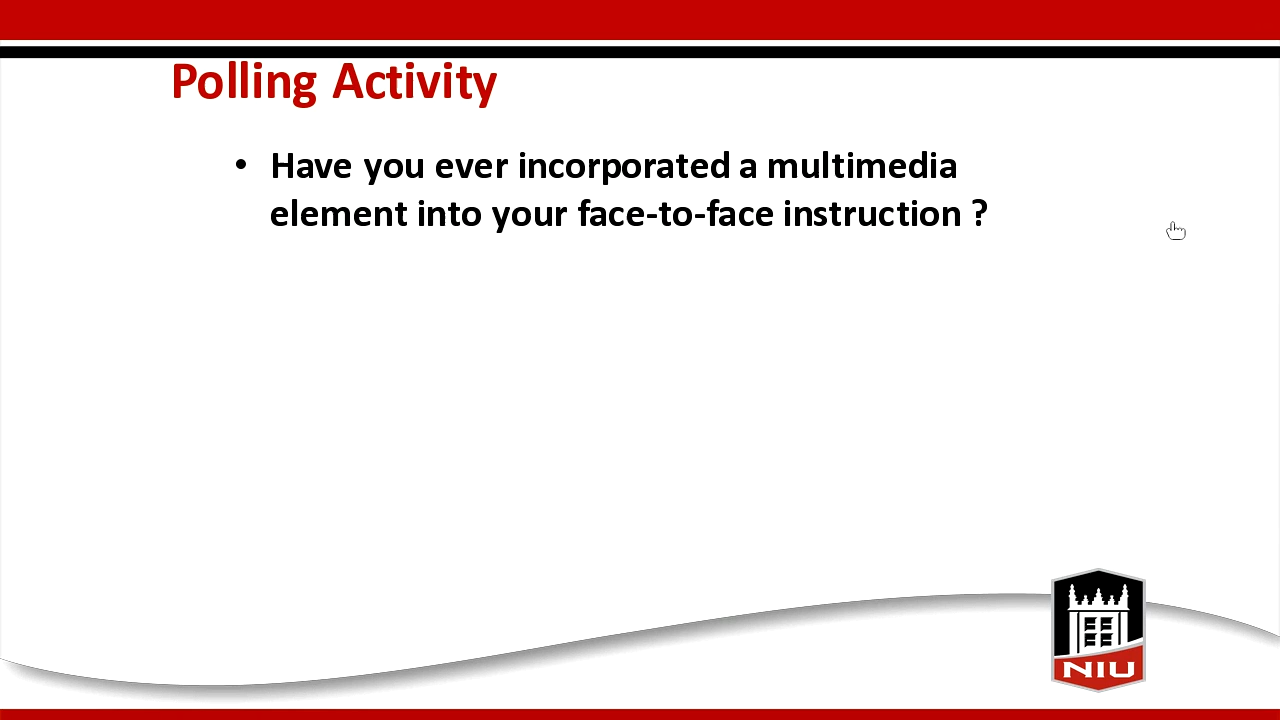 Polling Activity
• Have you ever incorporated a multimedia
element into your face-to-face instruction ?
NIU